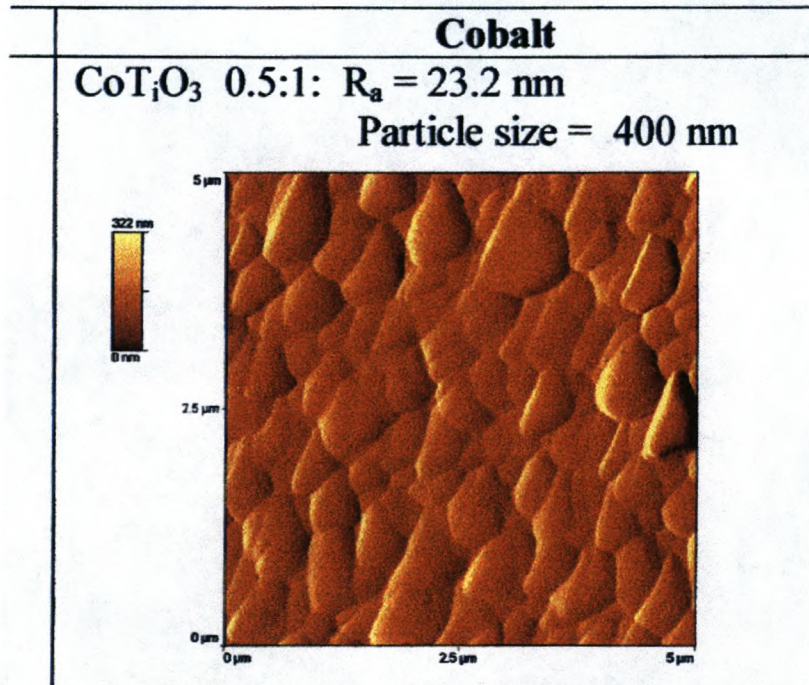 Cobalt
CoTiO₃ 0.5:1: Rₐ = 23.2 nm
Particle size = 400 nm
5 µm
322 nm
0 nm
2.5 µm
0 µm
0 µm
2.5 µm
5 µm